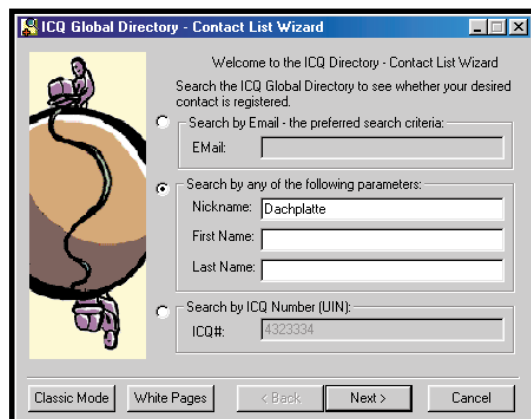 ICQ Global Directory - Contact List Wizard
Welcome to the ICQ Directory - Contact List Wizard
Search the ICQ Global Directory to see whether your desired
contact is registered.
Search by Email - the preferred search criteria:
EMail:
Search by any of the following parameters:
Nickname: Dachplatte
First Name:
Last Name:
Search by ICQ Number (UIN):
ICQ#: 4323334
Classic Mode White Pages < Back Next > Cancel